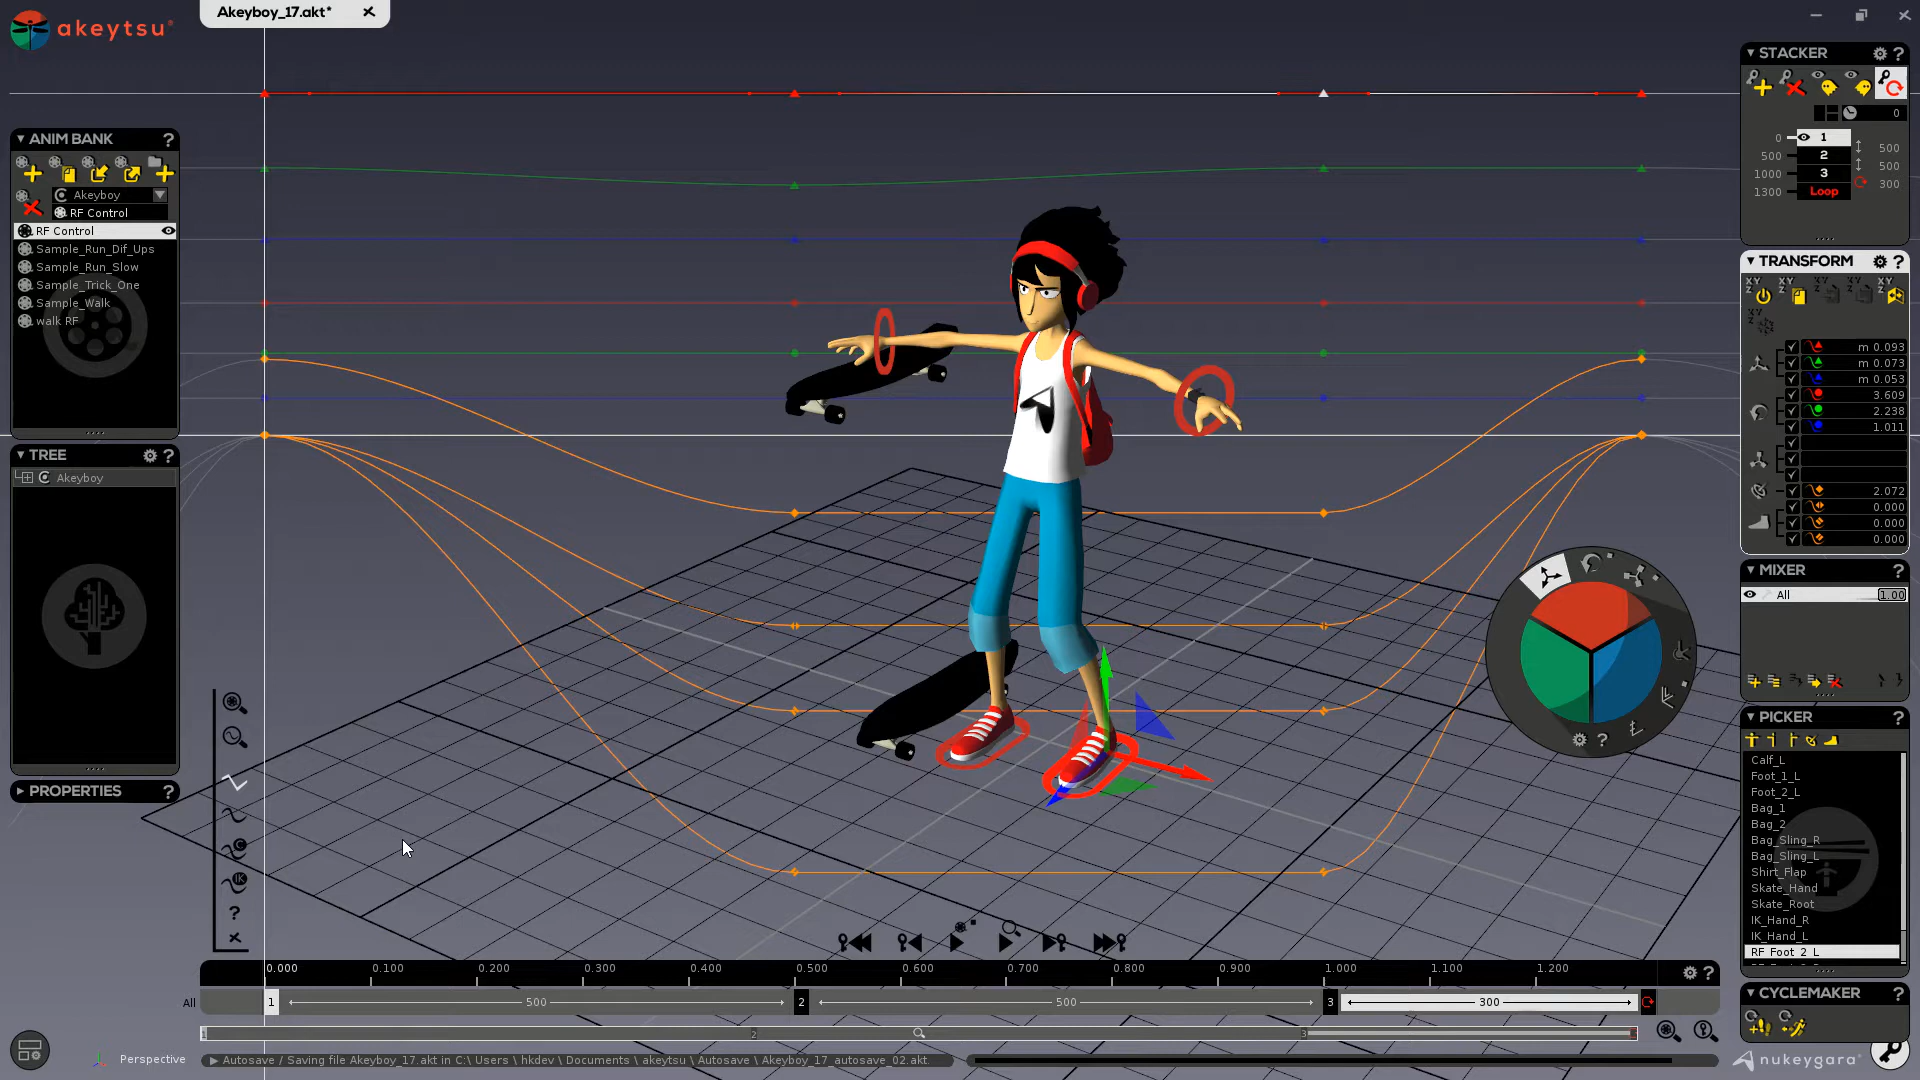 akeytsu
Akeyboy_17.akt*
ANIM BANK ?
Akeyboy
RF Control
RF Control
Sample_Run_Dif_Ups
Sample_Run_Slow
Sample_Trick_One
Sample_Walk
walk RF
TREE ?
Akeyboy
PROPERTIES ?
IK
?
STACKER ?
0
0 1
500 2 500
1000 3 500
1300 Loop 300
TRANSFORM ?
m 0.093
m 0.073
m 0.053
3.609
2.238
1.011
2.072
0.000
0.000
0.000
MIXER
All 1.00
PICKER ?
Calf_L
Foot_1_L
Foot_2_L
Bag_1
Bag_2
Bag_Sling_R
Bag_Sling_L
Shirt_Flap
Skate_Hand
Skate_Root
IK_Hand_R
IK_Hand_L
RF Foot 2 L
CYCLEMAKER ?
?
0.000 0.100 0.200 0.300 0.400 0.500 0.600 0.700 0.800 0.900 1.000 1.100 1.200 ?
All 1 500 2 500 3 300
1 2 3
Perspective
Autosave / Saving file Akeyboy_17.akt in C:\ Users \ hkdev \ Documents \ akeytsu \ Autosave \ Akeyboy_17_autosave_02.akt.
nukeygara